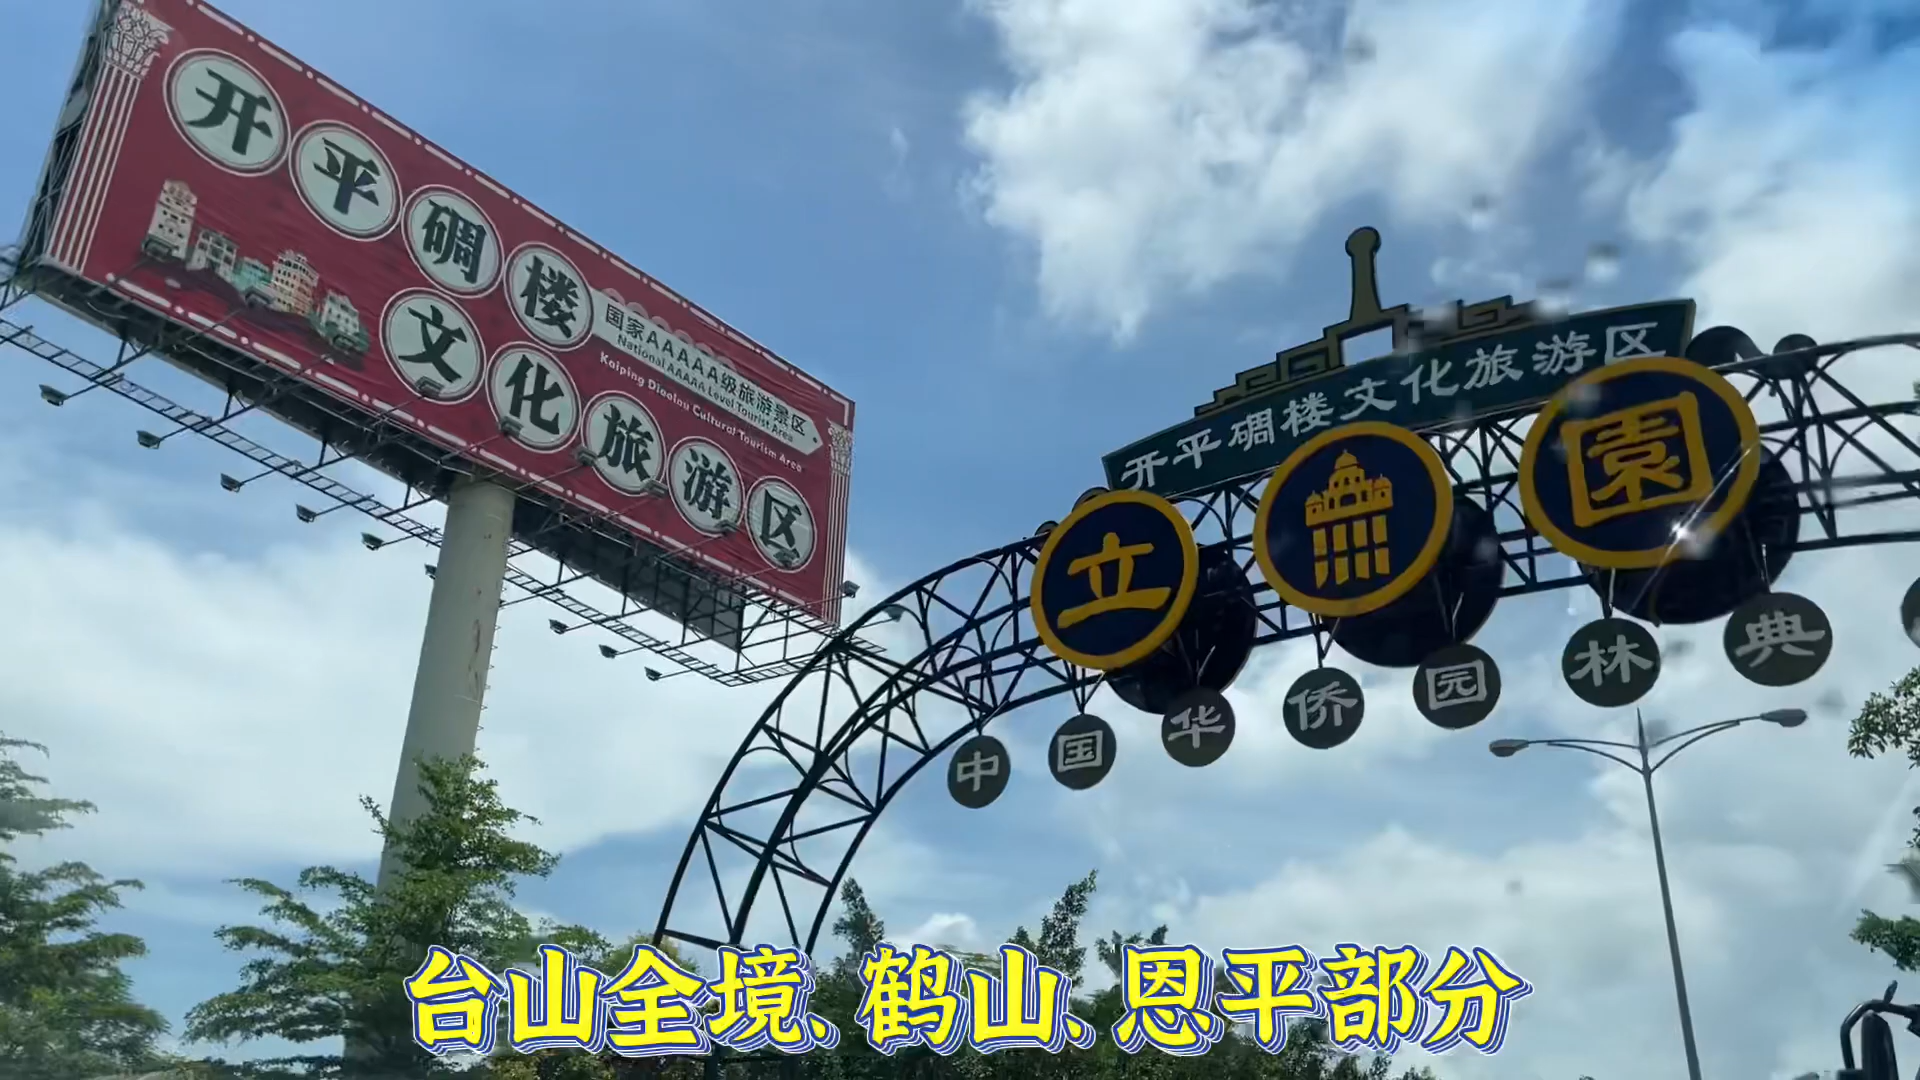 开平碉楼
文化旅游区
国家AAAAA级旅游景区
National AAAAA Level Tourist Area
Kaiping Diaolou Cultural Tourism Area
开平碉楼文化旅游区
立園
中国华侨园林典
台山全境、鹤山、恩平部分